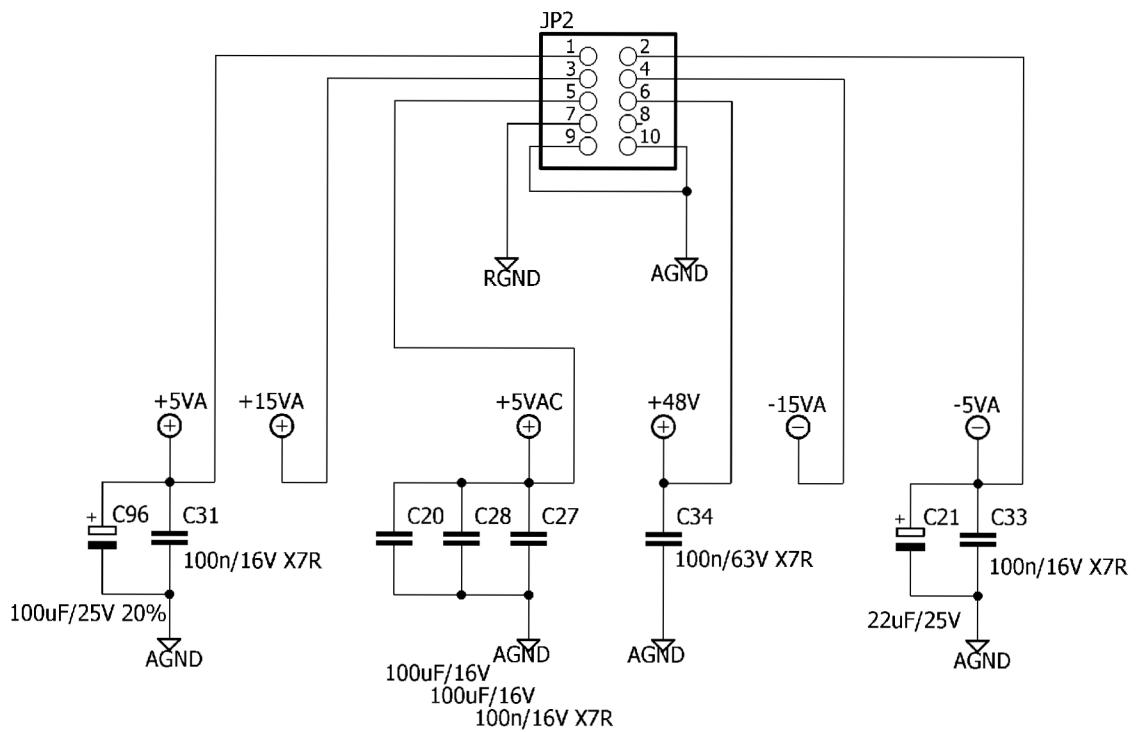 JP2
1 2
3 4
5 6
7 8
9 10
RGND AGND
+5VA +15VA +5VAC +48V -15VA -5VA
+ C96 C31 C20 C28 C27 C34 + C21 C33
100n/16V X7R 100n/63V X7R 100n/16V X7R
100uF/25V 20% 22uF/25V
AGND AGND AGND AGND
100uF/16V
100uF/16V
100n/16V X7R